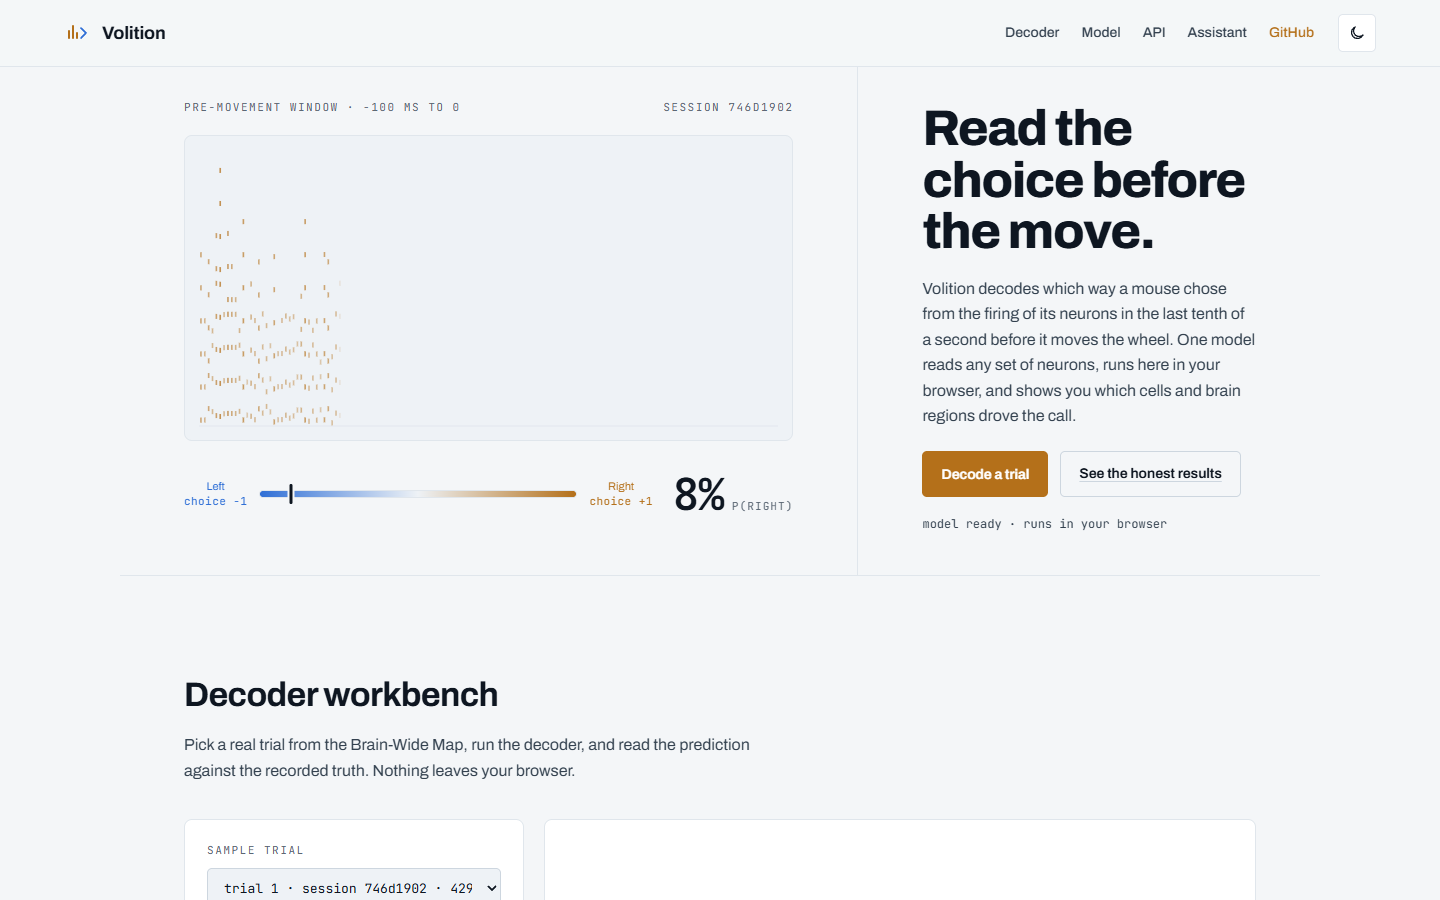 Volition
Decoder Model API Assistant GitHub
PRE-MOVEMENT WINDOW · -100 MS TO 0
SESSION 746D1902
Left
choice -1
Right
choice +1
8% P(RIGHT)
Read the
choice before
the move.
Volition decodes which way a mouse chose
from the firing of its neurons in the last tenth of
a second before it moves the wheel. One model
reads any set of neurons, runs here in your
browser, and shows you which cells and brain
regions drove the call.
Decode a trial
See the honest results
model ready · runs in your browser
Decoder workbench
Pick a real trial from the Brain-Wide Map, run the decoder, and read the prediction
against the recorded truth. Nothing leaves your browser.
SAMPLE TRIAL
trial 1 · session 746d1902 · 429